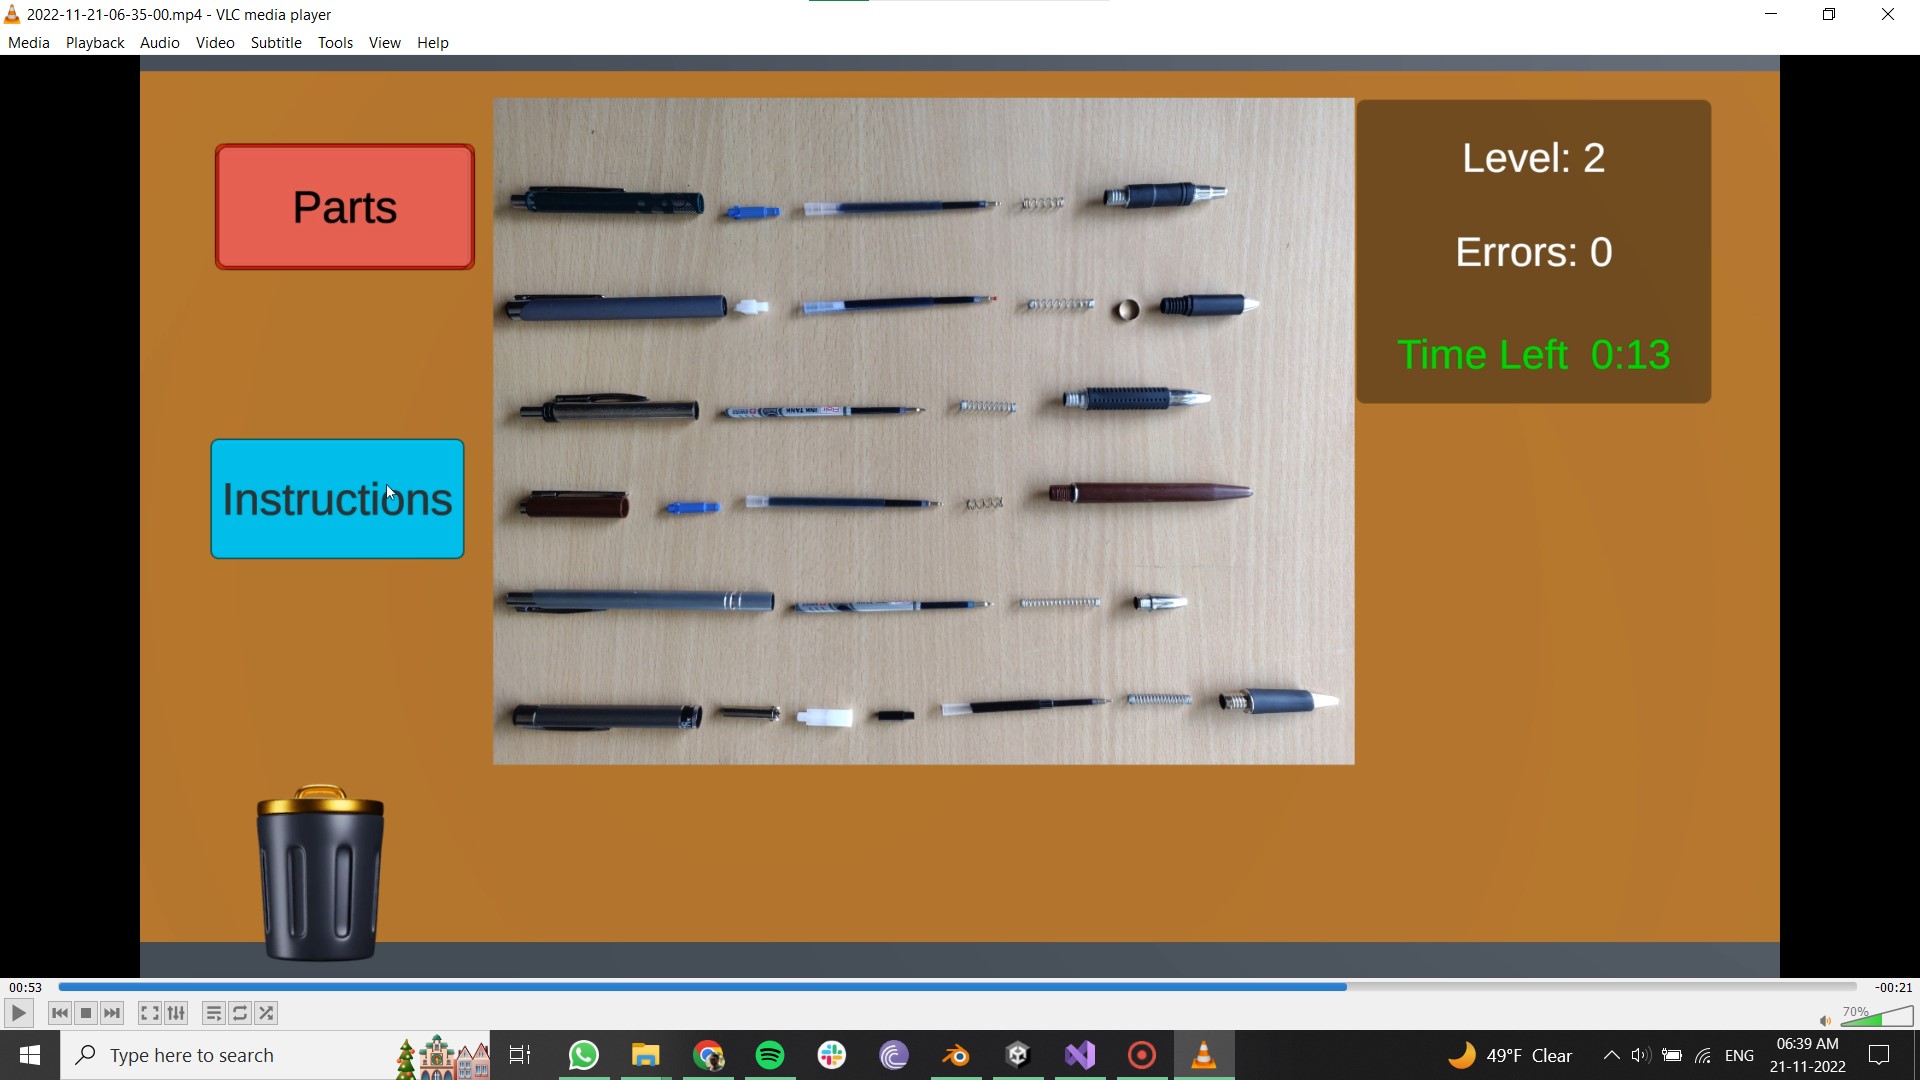 2022-11-21-06-35-00.mp4 - VLC media player
Media Playback Audio Video Subtitle Tools View Help
Parts
Level: 2
Errors: 0
Time Left 0:13
Instructions
00:53
-00:21
70%
Type here to search
49°F Clear
ENG
06:39 AM
21-11-2022